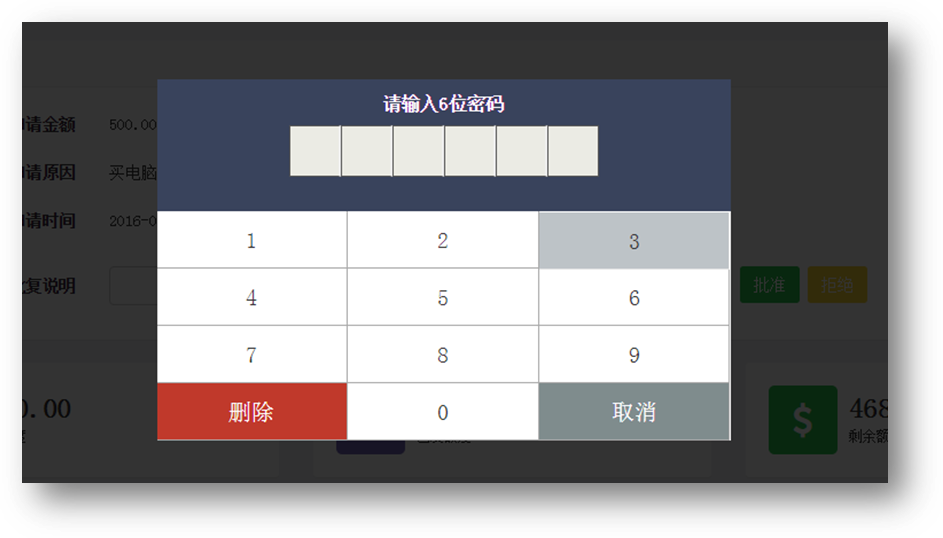 请输入6位密码
请金额 500.00
请原因 买电脑
请时间 2016-0
复说明
批准 拒绝
1 2 3
4 5 6
7 8 9
删除 0 取消
0.00
$ 468
剩余额